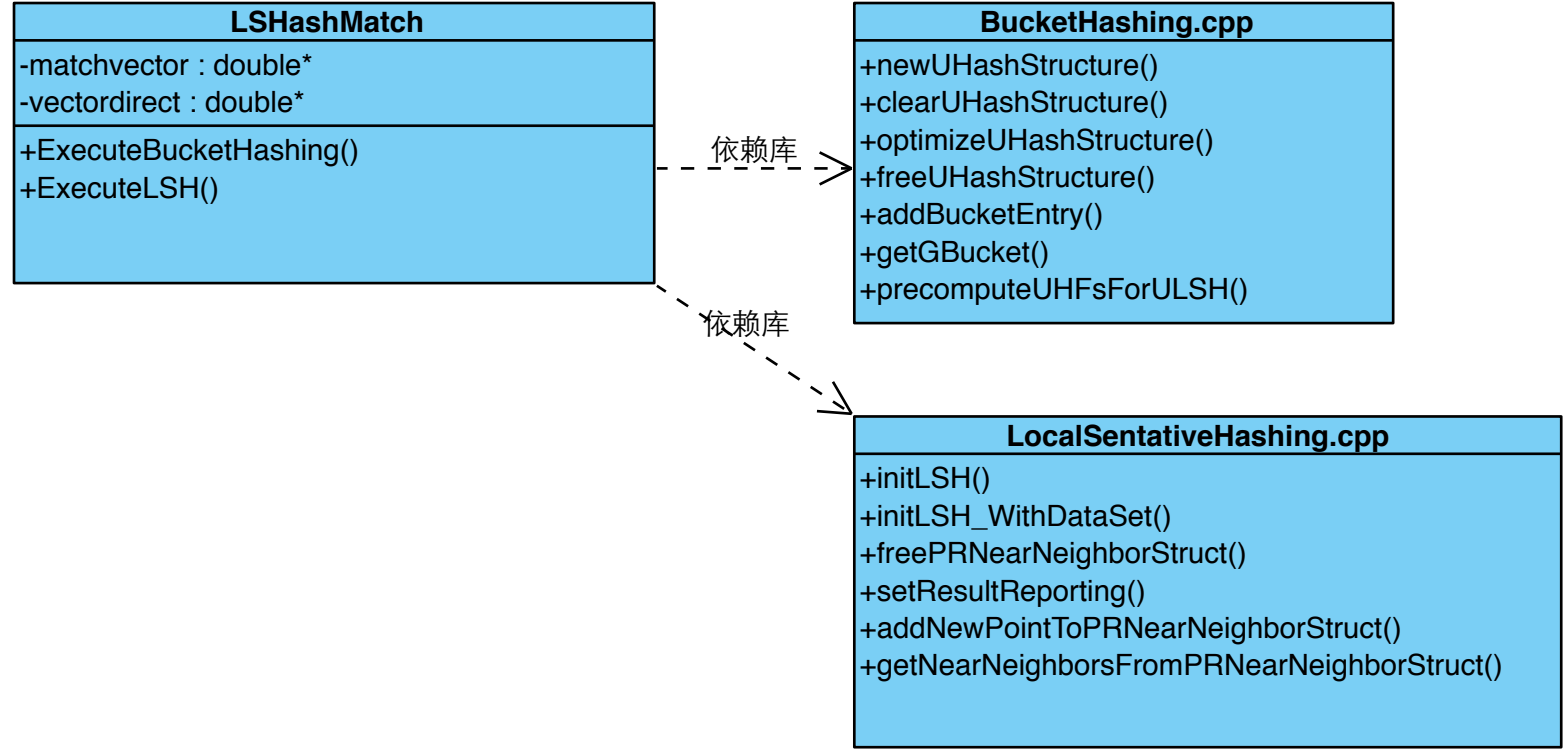 LSHashMatch
-matchvector : double*
-vectordirect : double*
+ExecuteBucketHashing()
+ExecuteLSH()
依赖库
BucketHashing.cpp
+newUHashStructure()
+clearUHashStructure()
+optimizeUHashStructure()
+freeUHashStructure()
+addBucketEntry()
+getGBucket()
+precomputeUHFsForULSH()
依赖库
LocalSentativeHashing.cpp
+initLSH()
+initLSH_WithDataSet()
+freePRNearNeighborStruct()
+setResultReporting()
+addNewPointToPRNearNeighborStruct()
+getNearNeighborsFromPRNearNeighborStruct()